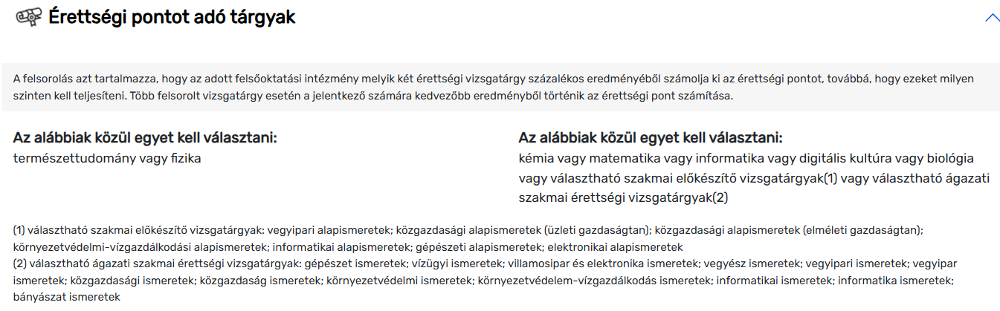 Érettségi pontot adó tárgyak
A felsorolás azt tartalmazza, hogy az adott felsőoktatási intézmény melyik két érettségi vizsgatárgy százalékos eredményéből számolja ki az érettségi pontot, továbbá, hogy ezeket milyen
szinten kell teljesíteni. Több felsorolt vizsgatárgy esetén a jelentkező számára kedvezőbb eredményből történik az érettségi pont számítása.
Az alábbiak közül egyet kell választani:
természettudomány vagy fizika
Az alábbiak közül egyet kell választani:
kémia vagy matematika vagy informatika vagy digitális kultúra vagy biológia
vagy választható szakmai előkészítő vizsgatárgyak(1) vagy választható ágazati
szakmai érettségi vizsgatárgyak(2)
(1) választható szakmai előkészítő vizsgatárgyak: vegyipari alapismeretek; közgazdasági alapismeretek (üzleti gazdaságtan); közgazdasági alapismeretek (elméleti gazdaságtan);
környezetvédelmi-vízgazdálkodási alapismeretek; informatikai alapismeretek; gépészeti alapismeretek; elektronikai alapismeretek
(2) választható ágazati szakmai érettségi vizsgatárgyak: gépészet ismeretek; vízügyi ismeretek; villamosipar és elektronika ismeretek; vegyész ismeretek; vegyipari ismeretek; vegyipar
ismeretek; közgazdasági ismeretek; közgazdaság ismeretek; környezetvédelmi ismeretek; környezetvédelem-vízgazdálkodás ismeretek; informatikai ismeretek; informatika ismeretek;
bányászat ismeretek